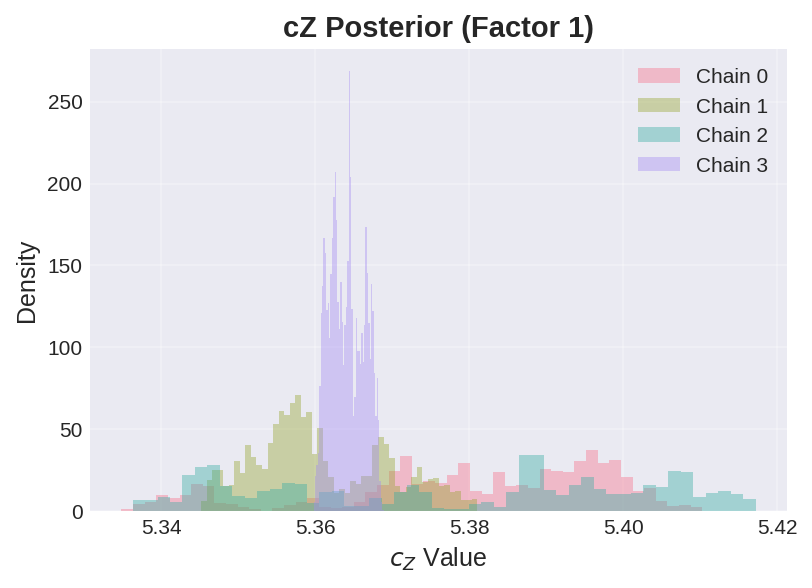 cZ Posterior (Factor 1)
Chain 0
Chain 1
Chain 2
Chain 3
Density
250
200
150
100
50
0
5.34
5.36
5.38
5.40
5.42
c_Z Value